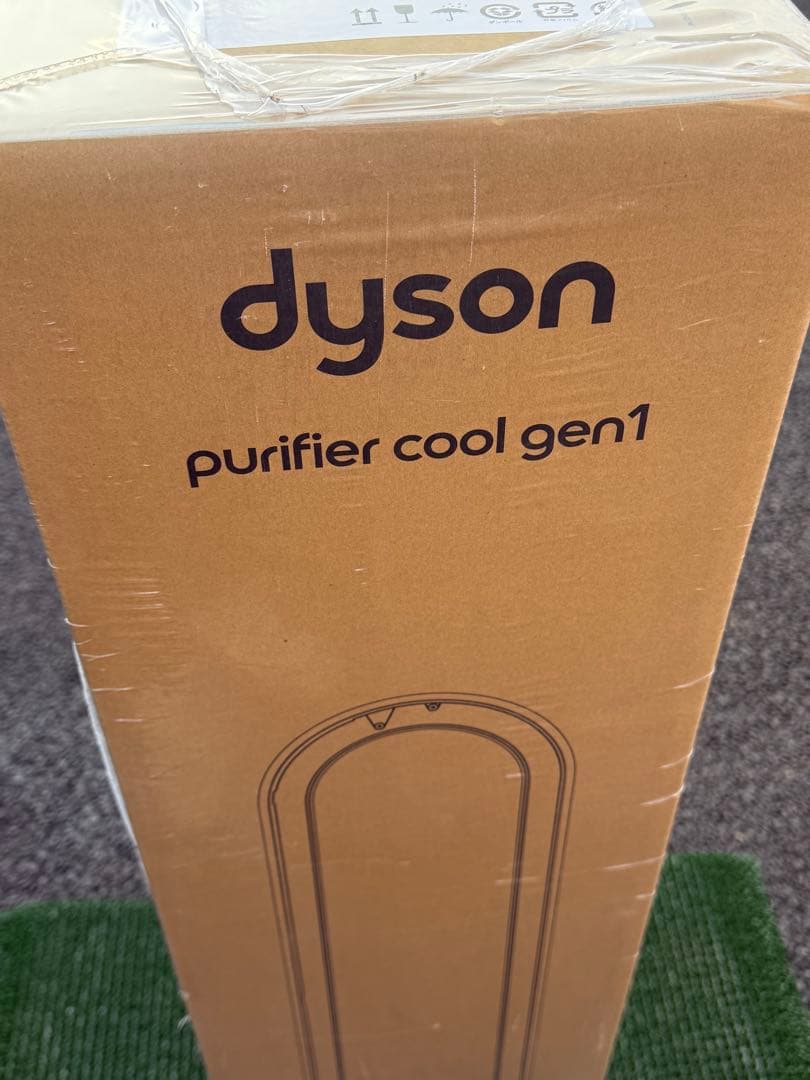 dyson
purifier cool gen1